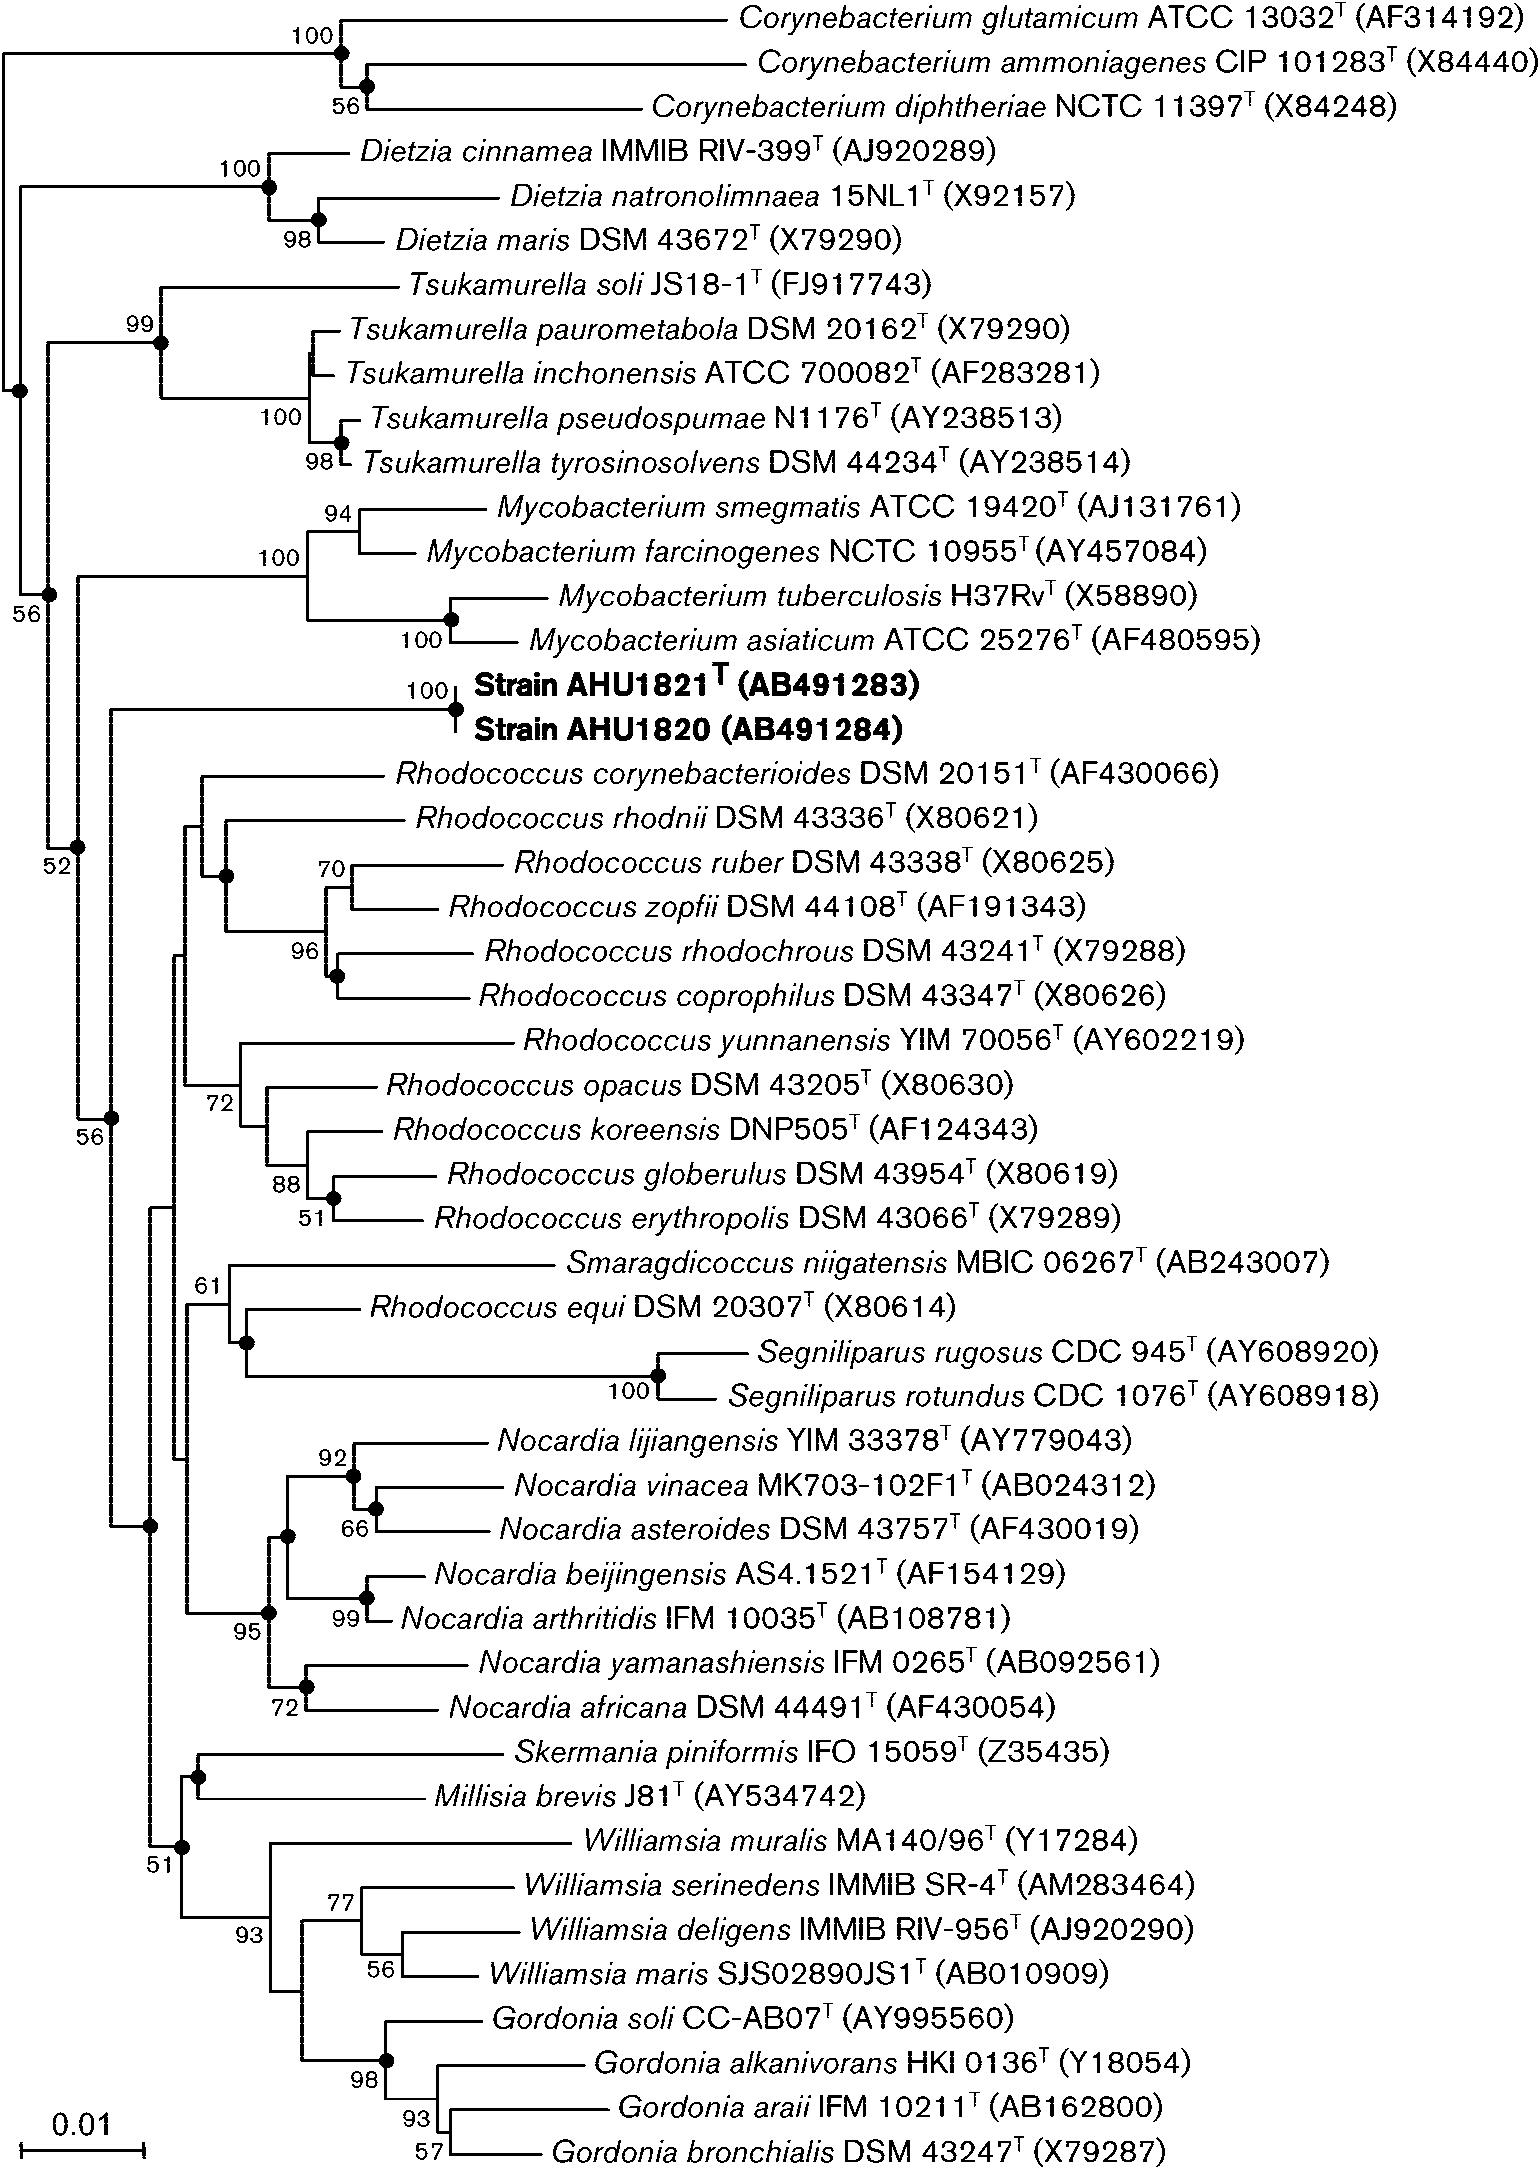 100
Corynebacterium glutamicum ATCC 13032ᵀ (AF314192)
Corynebacterium ammoniagenes CIP 101283ᵀ (X84440)
56
Corynebacterium diphtheriae NCTC 11397ᵀ (X84248)
100
Dietzia cinnamea IMMIB RIV-399ᵀ (AJ920289)
Dietzia natronolimnaea 15NL1ᵀ (X92157)
98
Dietzia maris DSM 43672ᵀ (X79290)
Tsukamurella soli JS18-1ᵀ (FJ917743)
99
Tsukamurella paurometabola DSM 20162ᵀ (X79290)
Tsukamurella inchonensis ATCC 700082ᵀ (AF283281)
100
Tsukamurella pseudospumae N1176ᵀ (AY238513)
98
Tsukamurella tyrosinosolvens DSM 44234ᵀ (AY238514)
94
Mycobacterium smegmatis ATCC 19420ᵀ (AJ131761)
100
Mycobacterium farcinogenes NCTC 10955ᵀ (AY457084)
56
Mycobacterium tuberculosis H37Rvᵀ (X58890)
100
Mycobacterium asiaticum ATCC 25276ᵀ (AF480595)
100
Strain AHU1821ᵀ (AB491283)
Strain AHU1820 (AB491284)
Rhodococcus corynebacterioides DSM 20151ᵀ (AF430066)
Rhodococcus rhodnii DSM 43336ᵀ (X80621)
52
70
Rhodococcus ruber DSM 43338ᵀ (X80625)
Rhodococcus zopfii DSM 44108ᵀ (AF191343)
96
Rhodococcus rhodochrous DSM 43241ᵀ (X79288)
Rhodococcus coprophilus DSM 43347ᵀ (X80626)
Rhodococcus yunnanensis YIM 70056ᵀ (AY602219)
72
Rhodococcus opacus DSM 43205ᵀ (X80630)
56
Rhodococcus koreensis DNP505ᵀ (AF124343)
88
Rhodococcus globerulus DSM 43954ᵀ (X80619)
51
Rhodococcus erythropolis DSM 43066ᵀ (X79289)
Smaragdicoccus niigatensis MBIC 06267ᵀ (AB243007)
61
Rhodococcus equi DSM 20307ᵀ (X80614)
Segniliparus rugosus CDC 945ᵀ (AY608920)
100
Segniliparus rotundus CDC 1076ᵀ (AY608918)
92
Nocardia lijiangensis YIM 33378ᵀ (AY779043)
Nocardia vinacea MK703-102F1ᵀ (AB024312)
66
Nocardia asteroides DSM 43757ᵀ (AF430019)
Nocardia beijingensis AS4.1521ᵀ (AF154129)
99
Nocardia arthritidis IFM 10035ᵀ (AB108781)
95
Nocardia yamanashiensis IFM 0265ᵀ (AB092561)
72
Nocardia africana DSM 44491ᵀ (AF430054)
Skermania piniformis IFO 15059ᵀ (Z35435)
Millisia brevis J81ᵀ (AY534742)
51
Williamsia muralis MA140/96ᵀ (Y17284)
77
Williamsia serinedens IMMIB SR-4ᵀ (AM283464)
93
Williamsia deligens IMMIB RIV-956ᵀ (AJ920290)
56
Williamsia maris SJS02890JS1ᵀ (AB010909)
Gordonia soli CC-AB07ᵀ (AY995560)
98
Gordonia alkanivorans HKI 0136ᵀ (Y18054)
93
Gordonia araii IFM 10211ᵀ (AB162800)
57
Gordonia bronchialis DSM 43247ᵀ (X79287)
0.01